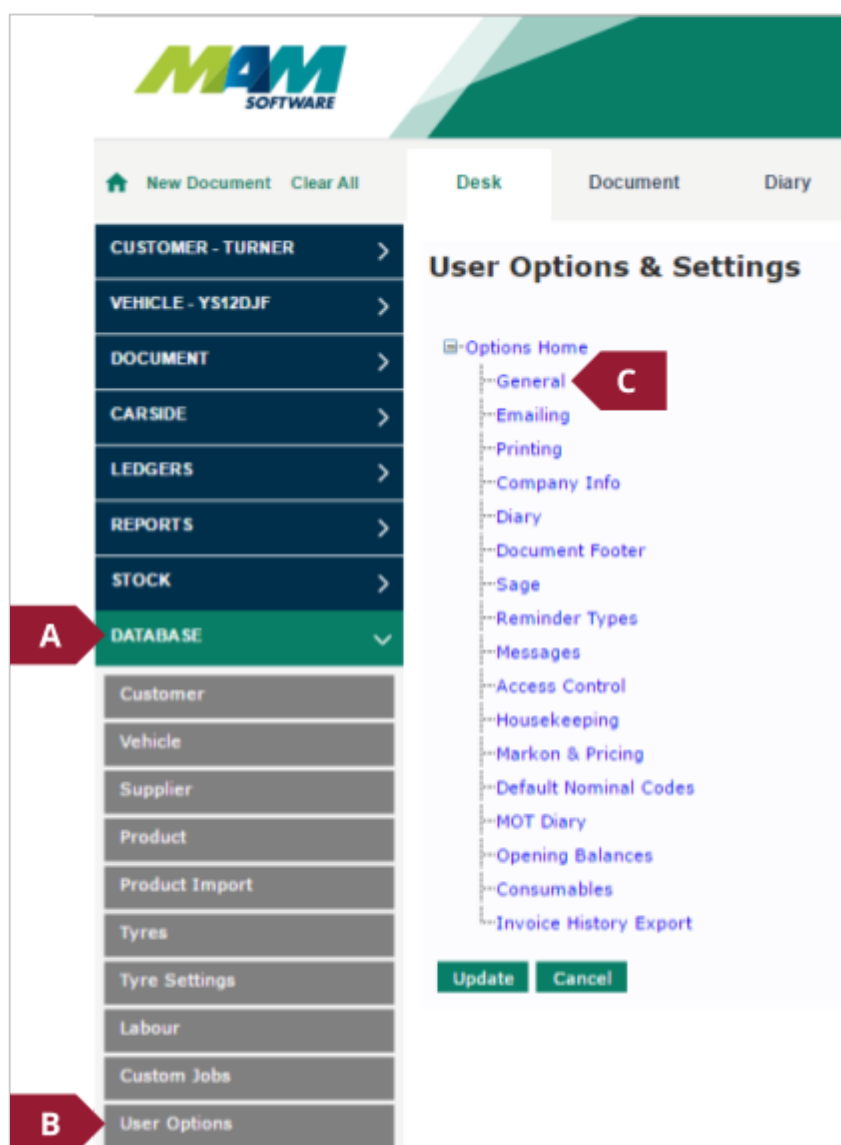 MAM
SOFTWARE
New Document Clear All
Desk Document Diary
CUSTOMER - TURNER
VEHICLE - YS12DJF
DOCUMENT
CARSIDE
LEDGERS
REPORTS
STOCK
A
DATABASE
Customer
Vehicle
Supplier
Product
Product Import
Tyres
Tyre Settings
Labour
Custom Jobs
B
User Options
User Options & Settings
Options Home
General
C
Emailing
Printing
Company Info
Diary
Document Footer
Sage
Reminder Types
Messages
Access Control
Housekeeping
Markon & Pricing
Default Nominal Codes
MOT Diary
Opening Balances
Consumables
Invoice History Export
Update Cancel